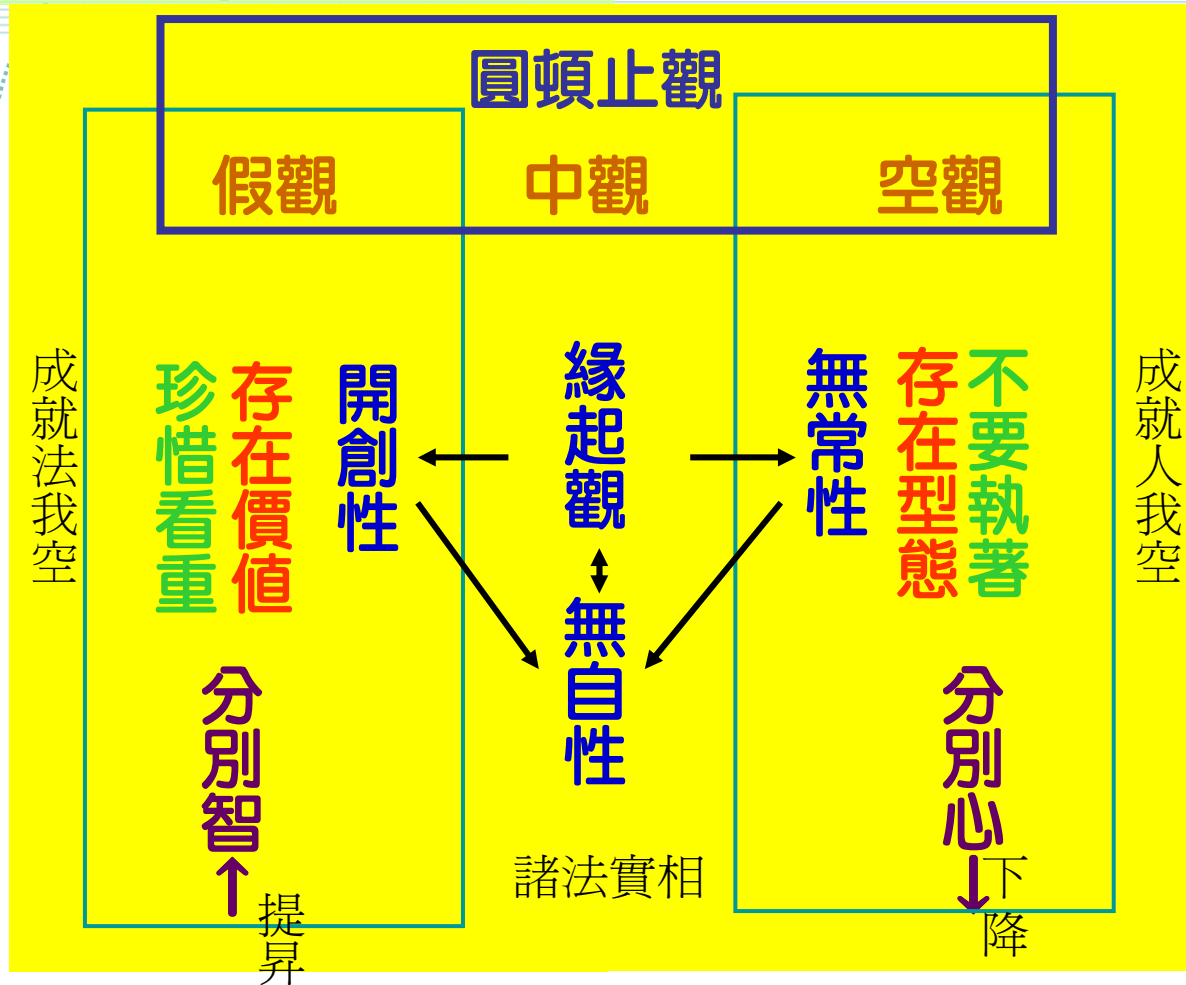 圓頓止觀
假觀
中觀
空觀
成就法我空
珍惜看重
存在價值
開創性
緣起觀
無自性
無常性
存在型態
不要執著
成就人我空
分別智
提昇
諸法實相
分別心
下降